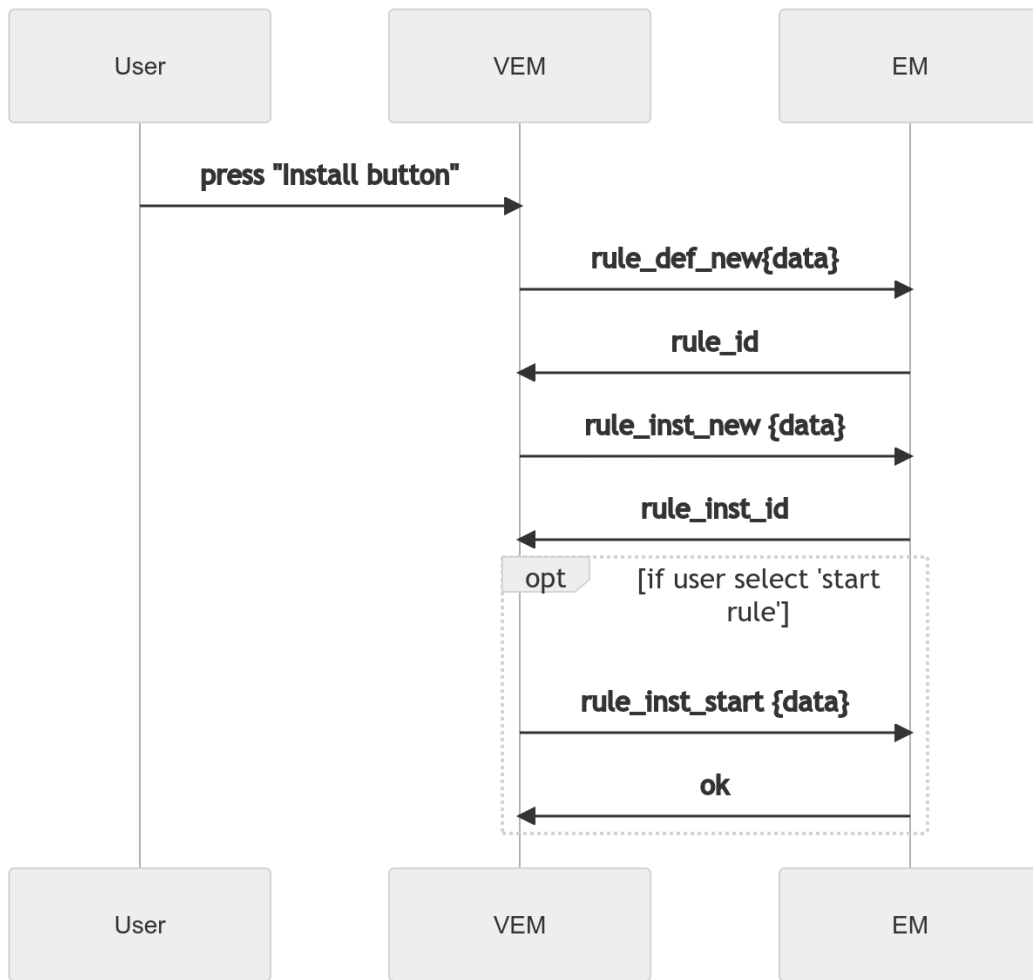 User VEM EM
press "Install button"
rule_def_new{data}
rule_id
rule_inst_new {data}
rule_inst_id
opt [if user select 'start
rule']
rule_inst_start {data}
ok
User VEM EM